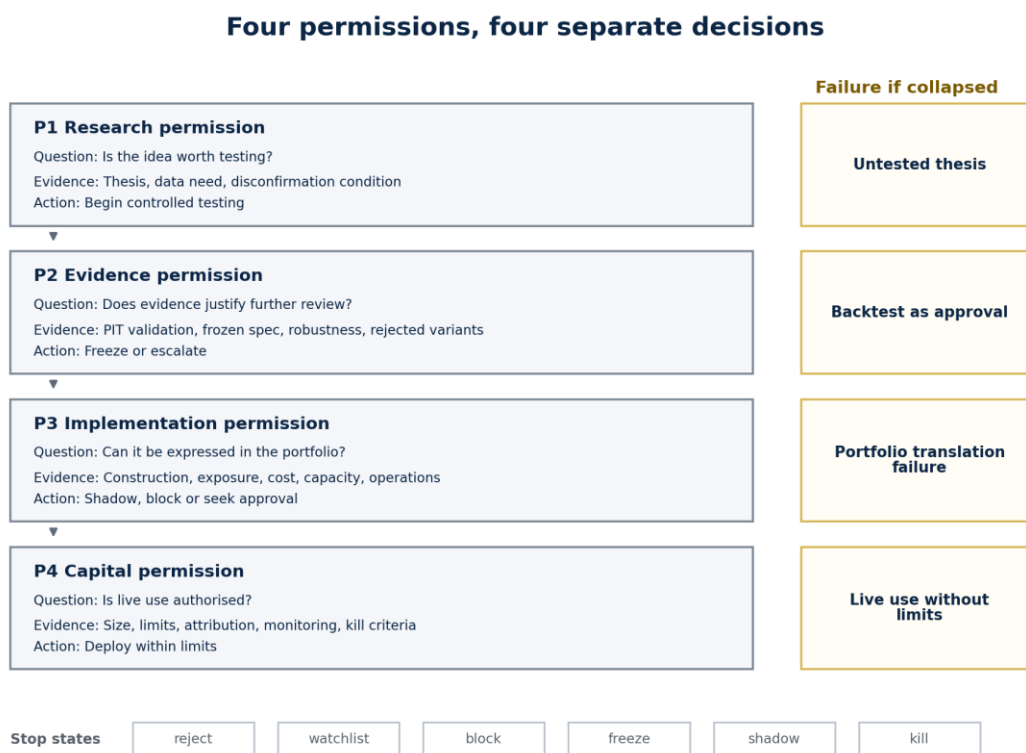 Four permissions, four separate decisions
Failure if collapsed
P1 Research permission
Question: Is the idea worth testing?
Evidence: Thesis, data need, disconfirmation condition
Action: Begin controlled testing
Untested thesis
P2 Evidence permission
Question: Does evidence justify further review?
Evidence: PIT validation, frozen spec, robustness, rejected variants
Action: Freeze or escalate
Backtest as approval
P3 Implementation permission
Question: Can it be expressed in the portfolio?
Evidence: Construction, exposure, cost, capacity, operations
Action: Shadow, block or seek approval
Portfolio translation
failure
P4 Capital permission
Question: Is live use authorised?
Evidence: Size, limits, attribution, monitoring, kill criteria
Action: Deploy within limits
Live use without
limits
Stop states
reject
watchlist
block
freeze
shadow
kill